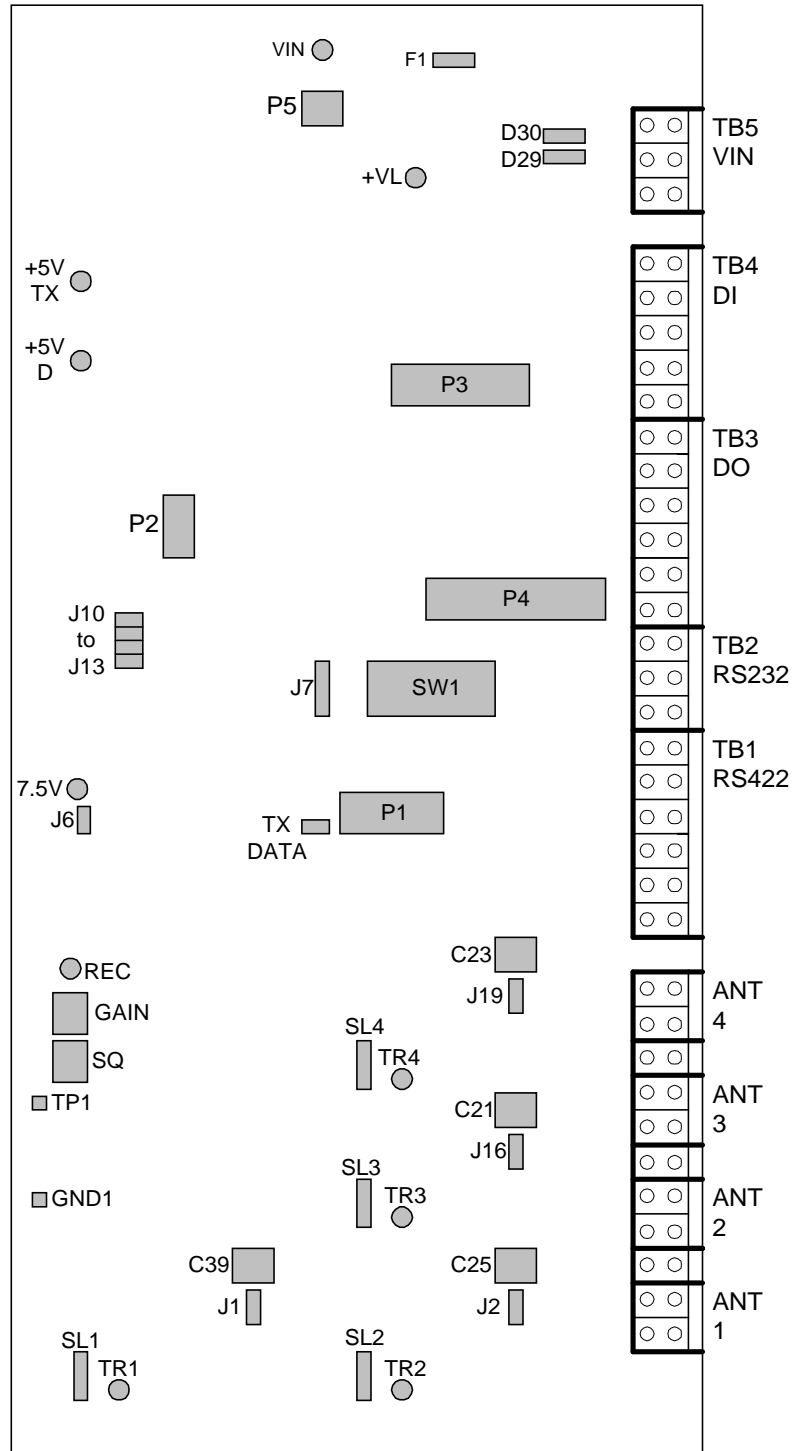 VIN
F1
P5
D30
D29
+VL
TB5
VIN
+5V
TX
TB4
DI
+5V
D
P3
TB3
DO
P2
P4
J10
to
J13
J7
SW1
TB2
RS232
TB1
RS422
7.5V
J6
TX
DATA
P1
C23
REC
J19
ANT
4
GAIN
SL4
SQ
TR4
TP1
C21
ANT
3
J16
SL3
GND1
TR3
ANT
2
C39
C25
J1
J2
ANT
1
SL1
SL2
TR1
TR2